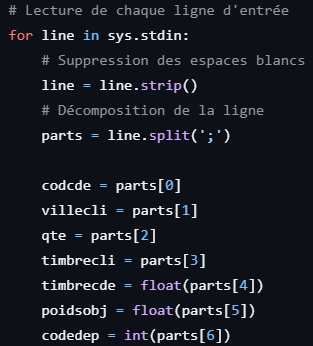 # Lecture de chaque ligne d'entrée
for line in sys.stdin:
    # Suppression des espaces blancs
    line = line.strip()
    # Décomposition de la ligne
    parts = line.split(';')

    codcde = parts[0]
    villecli = parts[1]
    qte = parts[2]
    timbrecli = parts[3]
    timbrecde = float(parts[4])
    poidsobj = float(parts[5])
    codedep = int(parts[6])